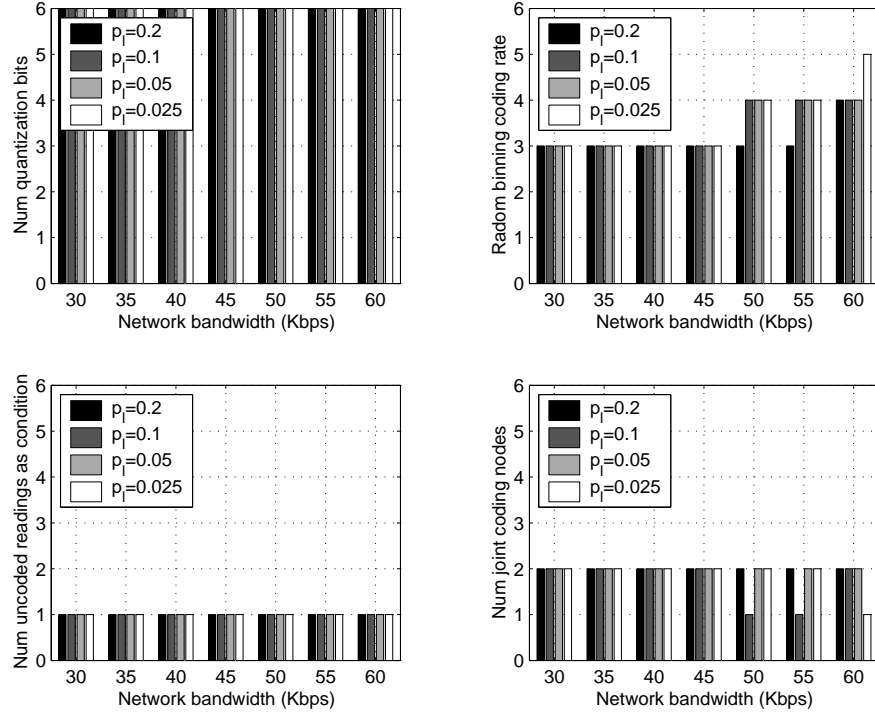 Num quantization bits
6
5
4
3
2
1
0
p_l=0.2
p_l=0.1
p_l=0.05
p_l=0.025
30 35 40 45 50 55 60
Network bandwidth (Kbps)
Radom binning coding rate
6
5
4
3
2
1
0
p_l=0.2
p_l=0.1
p_l=0.05
p_l=0.025
30 35 40 45 50 55 60
Network bandwidth (Kbps)
Num uncoded readings as condition
6
5
4
3
2
1
0
p_l=0.2
p_l=0.1
p_l=0.05
p_l=0.025
30 35 40 45 50 55 60
Network bandwidth (Kbps)
Num joint coding nodes
6
5
4
3
2
1
0
p_l=0.2
p_l=0.1
p_l=0.05
p_l=0.025
30 35 40 45 50 55 60
Network bandwidth (Kbps)